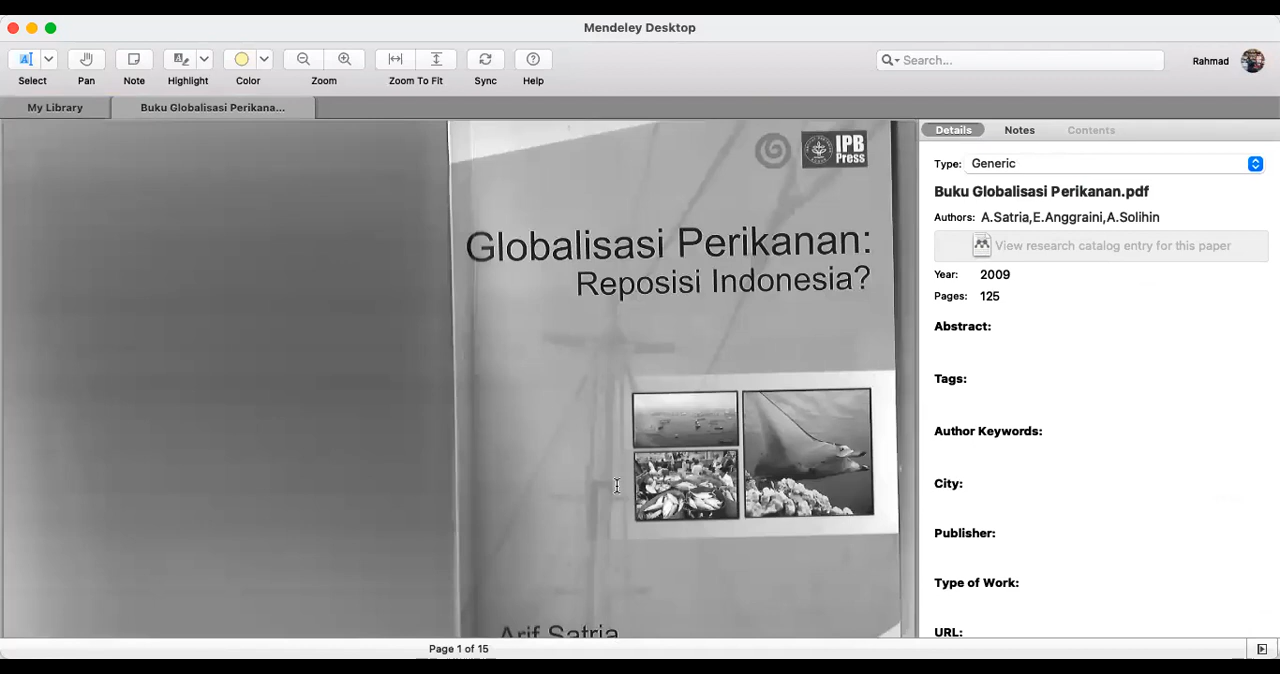 Mendeley Desktop
Select
Pan
Note
Highlight
Color
Zoom
Zoom To Fit
Sync
Help
Search...
Rahmad
My Library
Buku Globalisasi Perikana...
IPB
Press
Globalisasi Perikanan:
Reposisi Indonesia?
Arif Satria
Page 1 of 15
Details
Notes
Contents
Type: Generic
Buku Globalisasi Perikanan.pdf
Authors: A.Satria,E.Anggraini,A.Solihin
View research catalog entry for this paper
Year: 2009
Pages: 125
Abstract:
Tags:
Author Keywords:
City:
Publisher:
Type of Work:
URL: